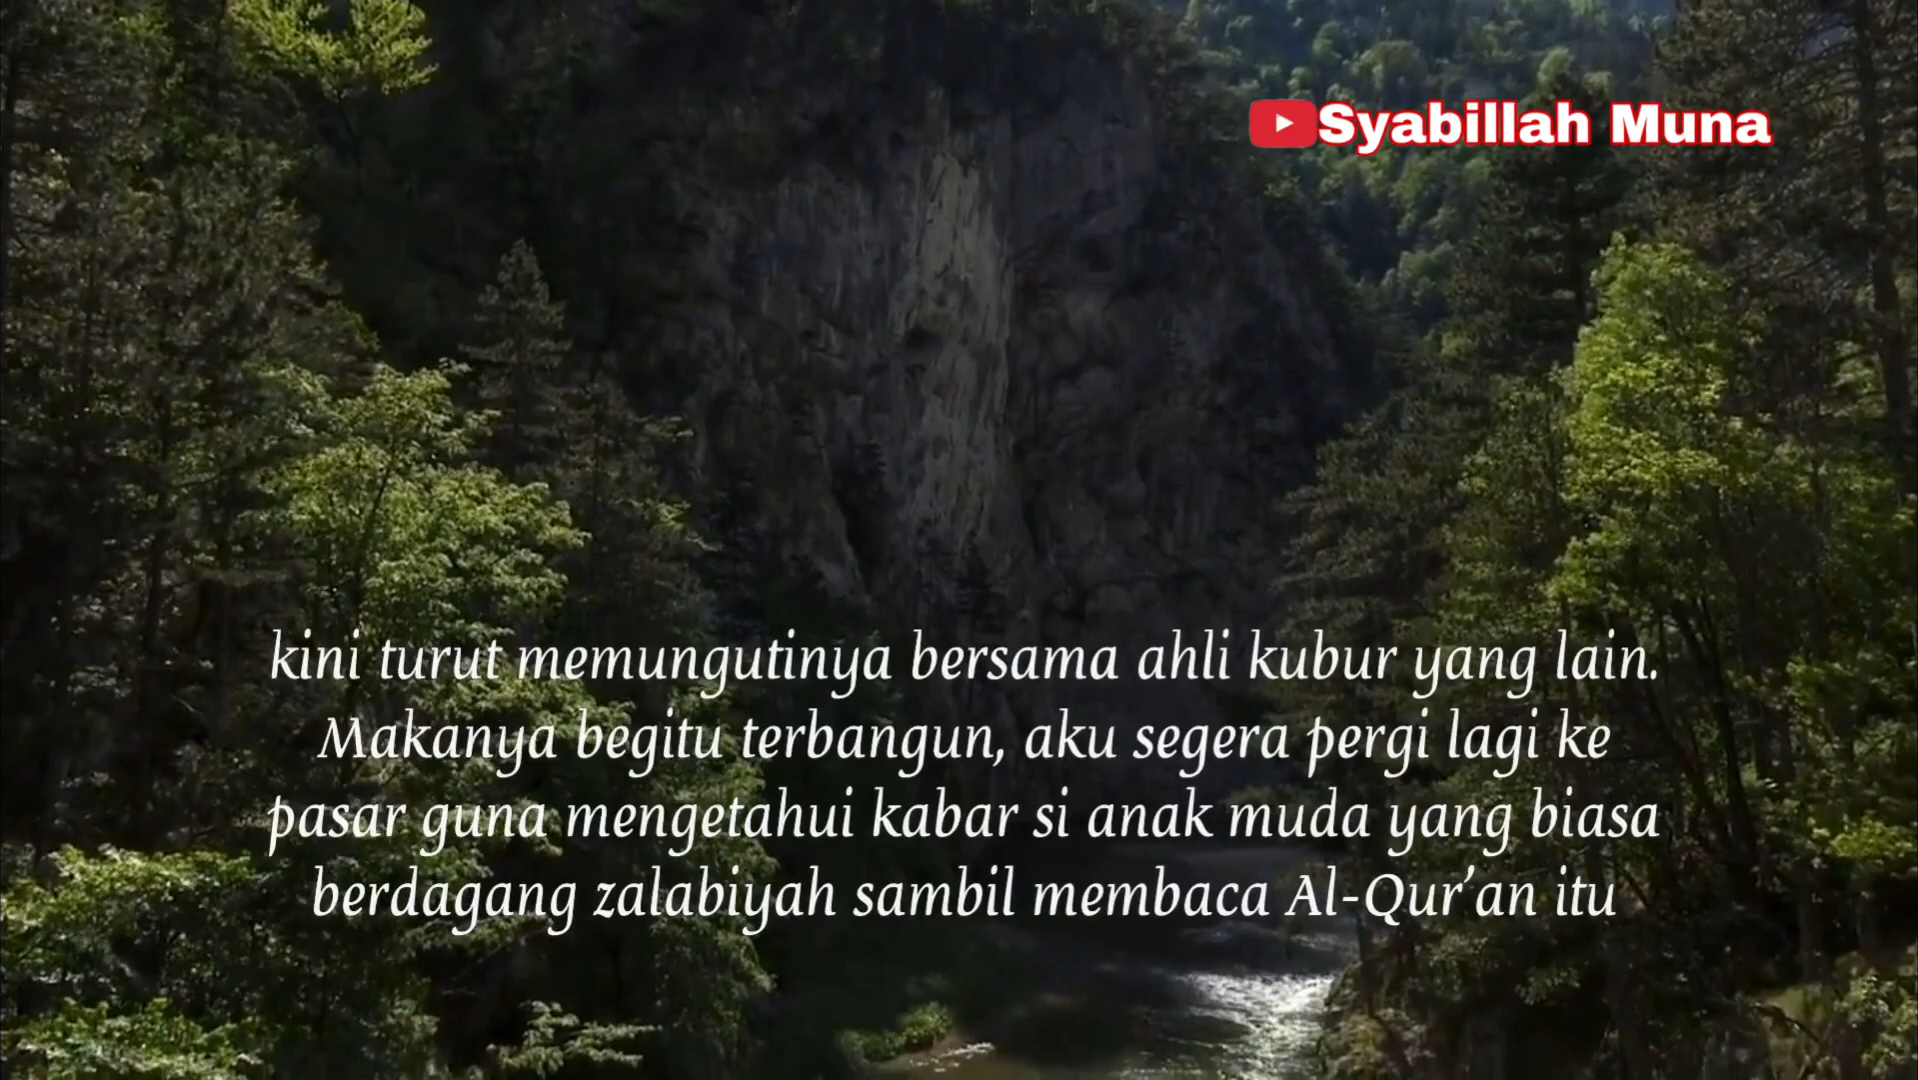 Syabillah Muna
kini turut memungutinya bersama ahli kubur yang lain.
Makanya begitu terbangun, aku segera pergi lagi ke
pasar guna mengetahui kabar si anak muda yang biasa
berdagang zalabiyah sambil membaca Al-Qur’an itu